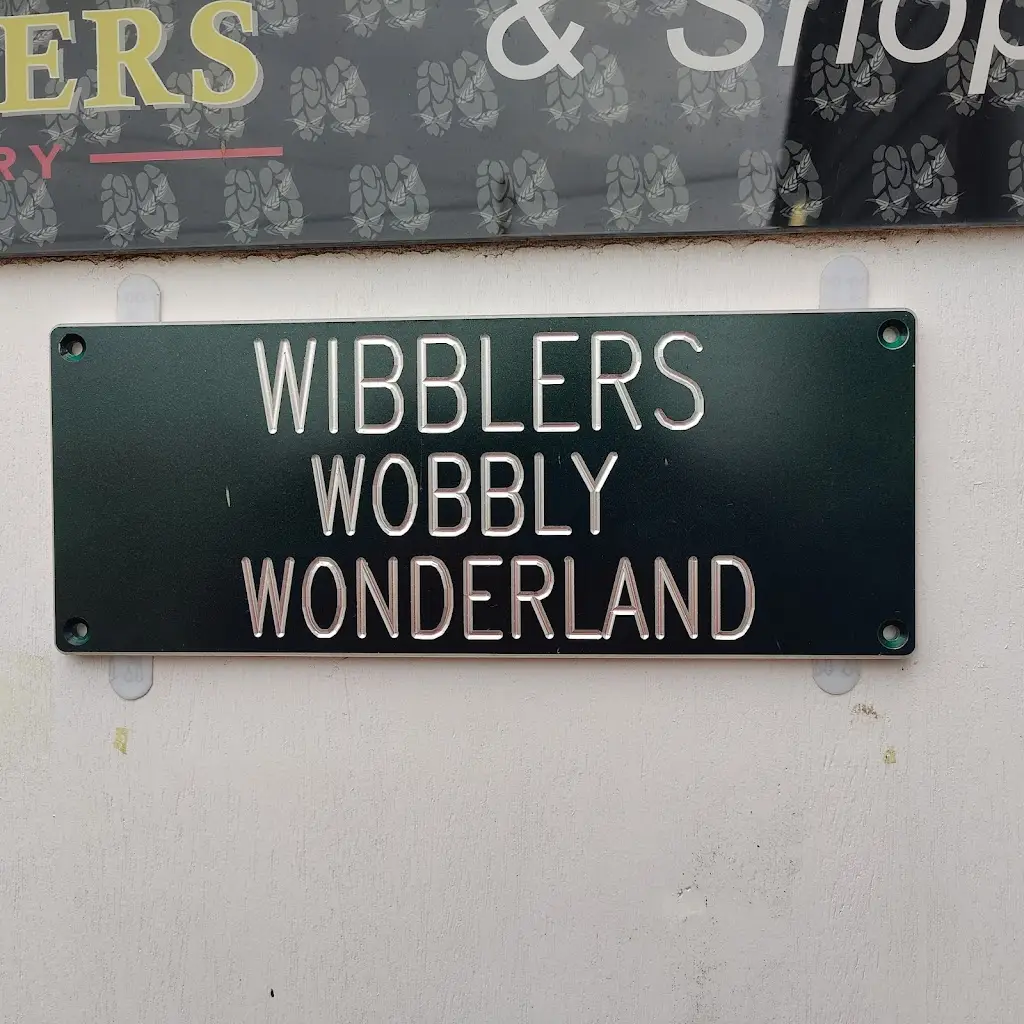 ERS
& Shop
RY
WIBBLERS
WOBBLY
WONDERLAND